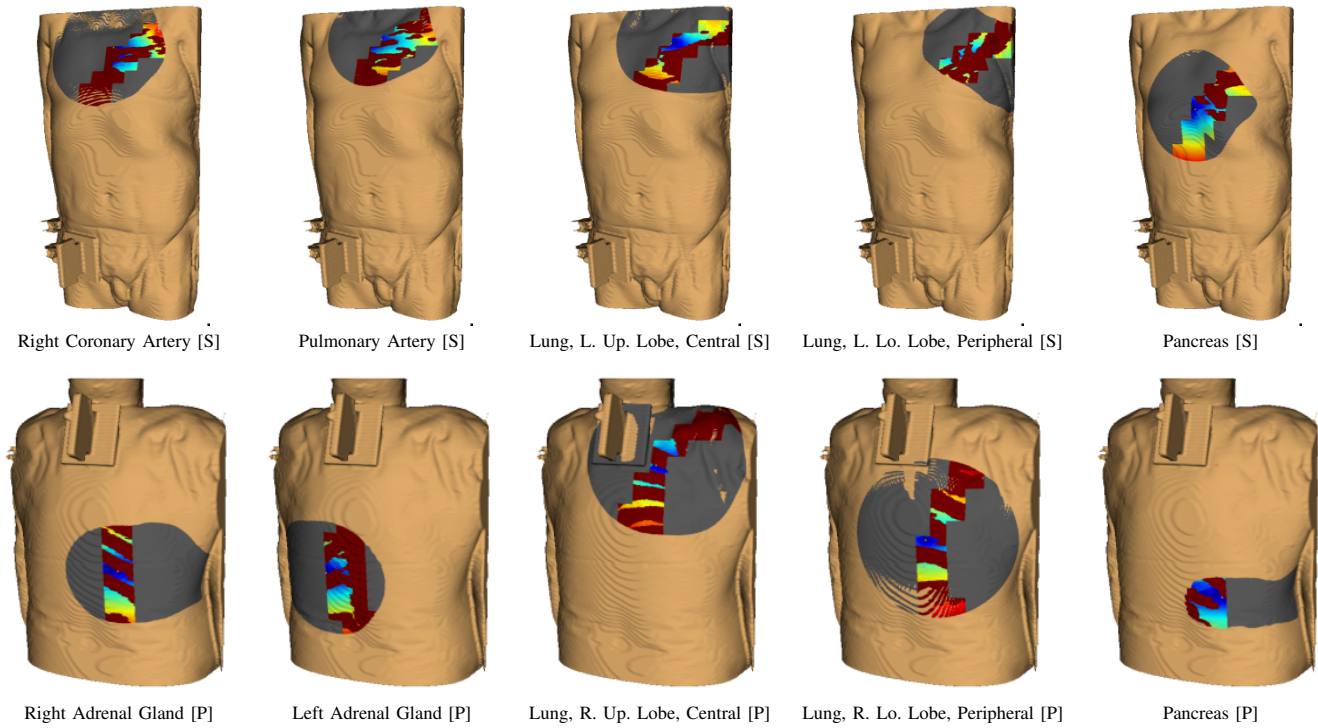 Right Coronary Artery [S]
Pulmonary Artery [S]
Lung, L. Up. Lobe, Central [S]
Lung, L. Lo. Lobe, Peripheral [S]
Pancreas [S]
Right Adrenal Gland [P]
Left Adrenal Gland [P]
Lung, R. Up. Lobe, Central [P]
Lung, R. Lo. Lobe, Peripheral [P]
Pancreas [P]